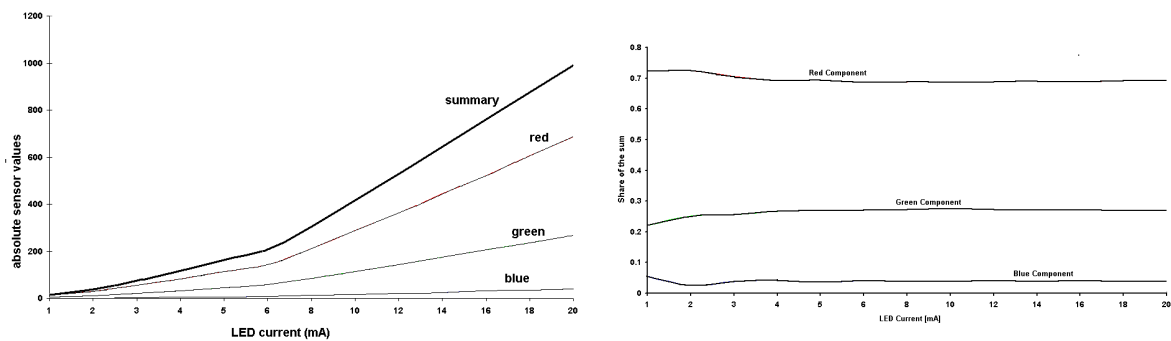 1200
1000
800
600
400
200
0
absolute sensor values
summary
red
green
blue
1 2 3 4 5 6 8 10 12 14 16 18 20
LED current (mA)
0.8
0.7
0.6
0.5
0.4
0.3
0.2
0.1
0
Share of the sum
Red Component
Green Component
Blue Component
1 2 3 4 5 6 8 10 12 14 16 18 20
LED Current [mA]